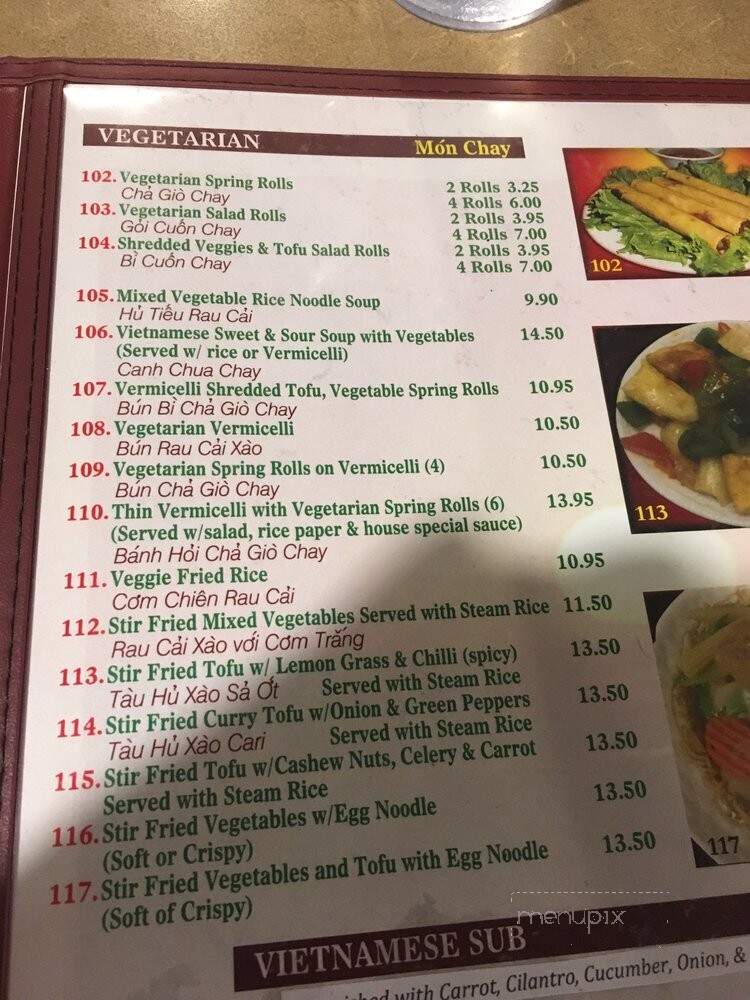 VEGETARIAN Món Chay
102. Vegetarian Spring Rolls 2 Rolls 3.25
Chả Giò Chay 4 Rolls 6.00
103. Vegetarian Salad Rolls 2 Rolls 3.95
Gỏi Cuốn Chay 4 Rolls 7.00
104. Shredded Veggies & Tofu Salad Rolls 2 Rolls 3.95
Bì Cuốn Chay 4 Rolls 7.00
102
105. Mixed Vegetable Rice Noodle Soup 9.90
Hủ Tiếu Rau Cải
106. Vietnamese Sweet & Sour Soup with Vegetables 14.50
(Served w/ rice or Vermicelli)
Canh Chua Chay
107. Vermicelli Shredded Tofu, Vegetable Spring Rolls 10.95
Bún Bì Chả Giò Chay
108. Vegetarian Vermicelli 10.50
Bún Rau Cải Xào
109. Vegetarian Spring Rolls on Vermicelli (4) 10.50
Bún Chả Giò Chay
110. Thin Vermicelli with Vegetarian Spring Rolls (6) 13.95
(Served w/salad, rice paper & house special sauce)
Bánh Hỏi Chả Giò Chay
113
111. Veggie Fried Rice 10.95
Cơm Chiên Rau Cải
112. Stir Fried Mixed Vegetables Served with Steam Rice 11.50
Rau Cải Xào với Cơm Trắng
113. Stir Fried Tofu w/ Lemon Grass & Chilli (spicy) 13.50
Tàu Hủ Xào Sả Ớt Served with Steam Rice
114. Stir Fried Curry Tofu w/Onion & Green Peppers 13.50
Tàu Hủ Xào Cari Served with Steam Rice
115. Stir Fried Tofu w/Cashew Nuts, Celery & Carrot 13.50
Served with Steam Rice
116. Stir Fried Vegetables w/Egg Noodle 13.50
(Soft or Crispy)
117. Stir Fried Vegetables and Tofu with Egg Noodle 13.50
(Soft of Crispy)
117
menupix
VIETNAMESE SUB
with Carrot, Cilantro, Cucumber, Onion, &